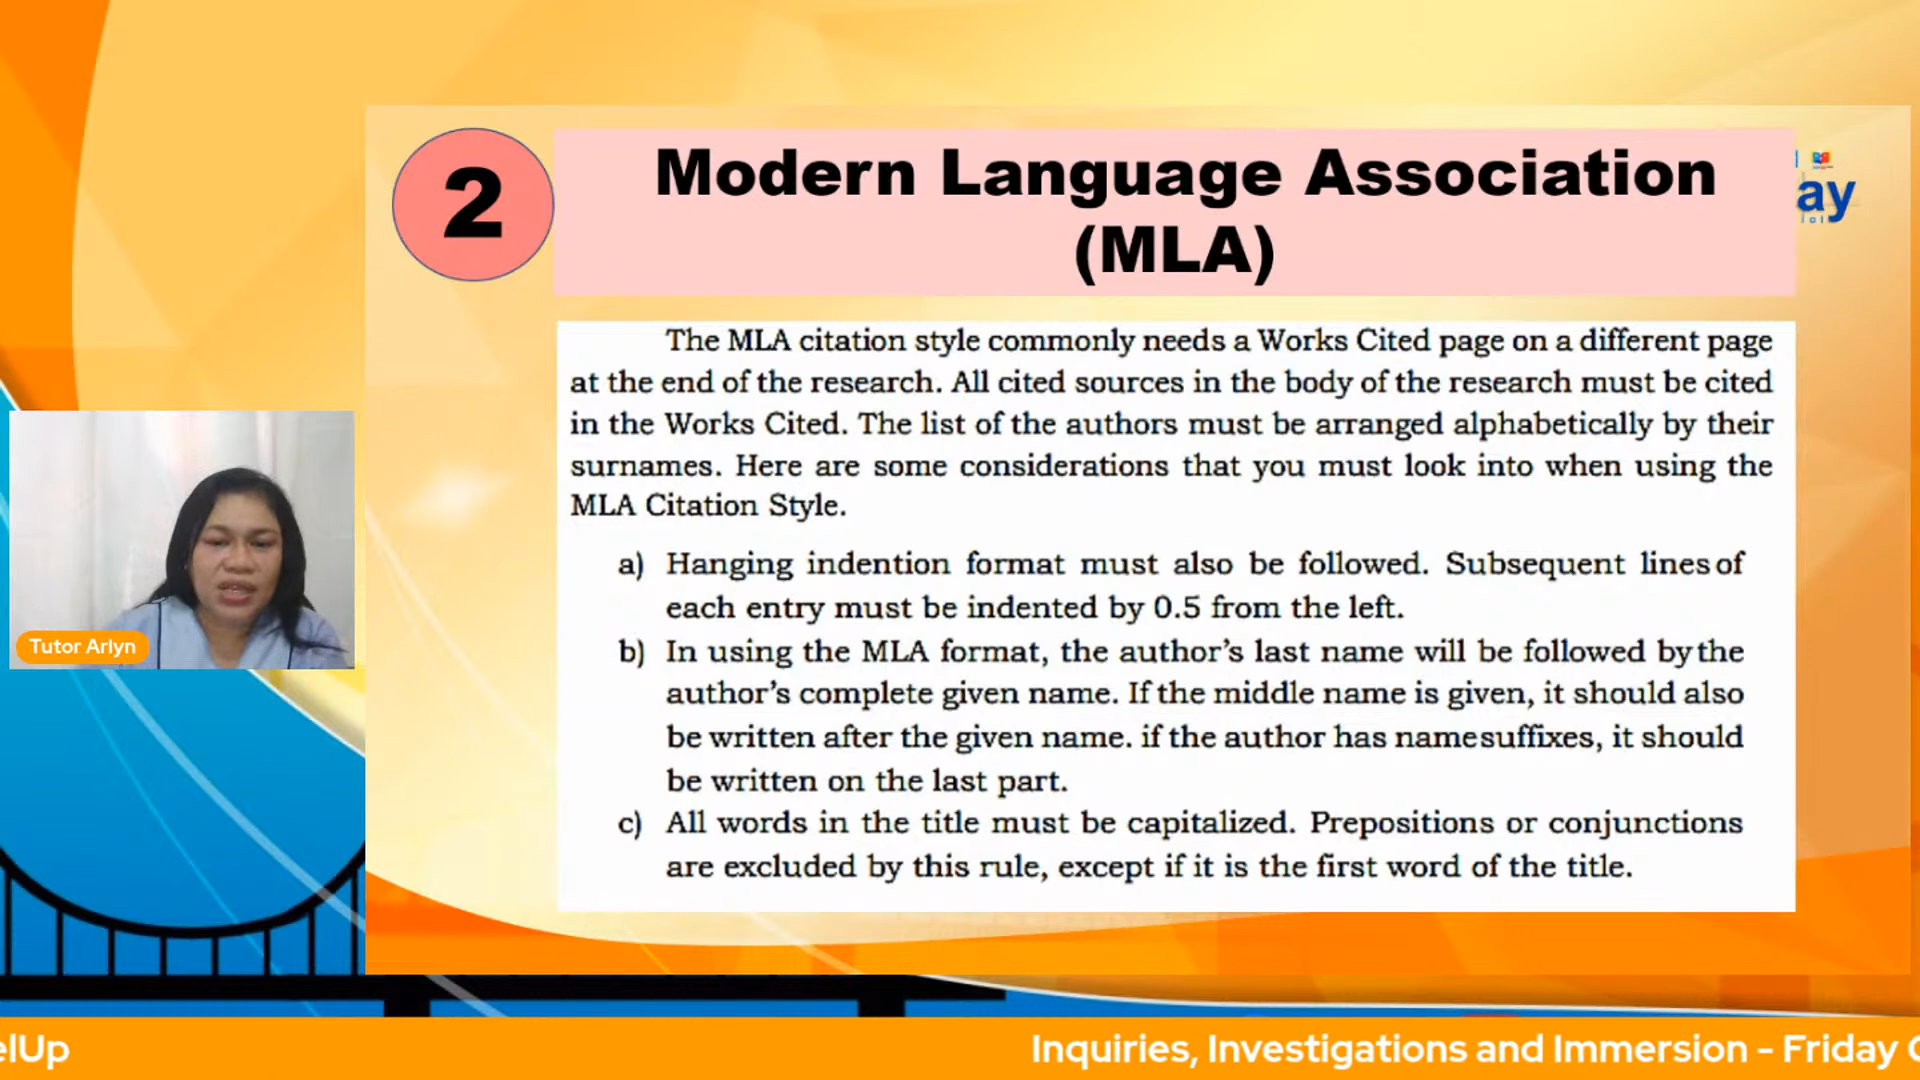 2
Modern Language Association
(MLA)
ay
The MLA citation style commonly needs a Works Cited page on a different page
at the end of the research. All cited sources in the body of the research must be cited
in the Works Cited. The list of the authors must be arranged alphabetically by their
surnames. Here are some considerations that you must look into when using the
MLA Citation Style.
a) Hanging indention format must also be followed. Subsequent lines of
each entry must be indented by 0.5 from the left.
b) In using the MLA format, the author's last name will be followed by the
author's complete given name. If the middle name is given, it should also
be written after the given name. if the author has name suffixes, it should
be written on the last part.
c) All words in the title must be capitalized. Prepositions or conjunctions
are excluded by this rule, except if it is the first word of the title.
Tutor Arlyn
elUp
Inquiries, Investigations and Immersion - Friday